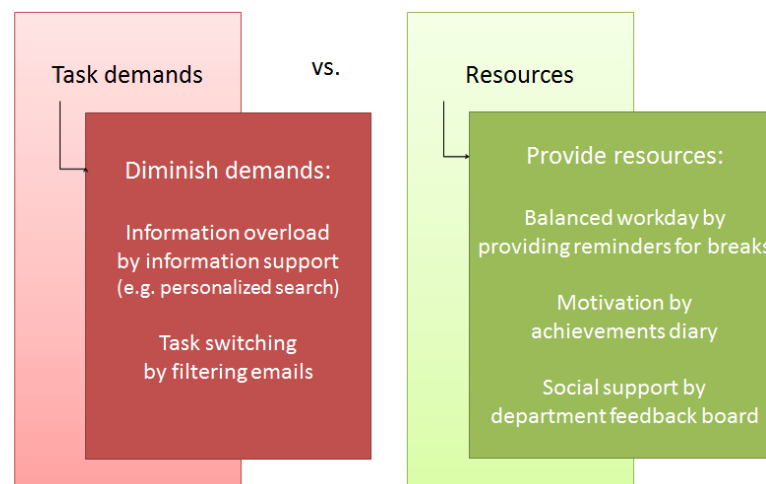 Task demands
vs.
Resources
Diminish demands:
Information overload
by information support
(e.g. personalized search)
Task switching
by filtering emails
Provide resources:
Balanced workday by
providing reminders for breaks
Motivation by
achievements diary
Social support by
department feedback board